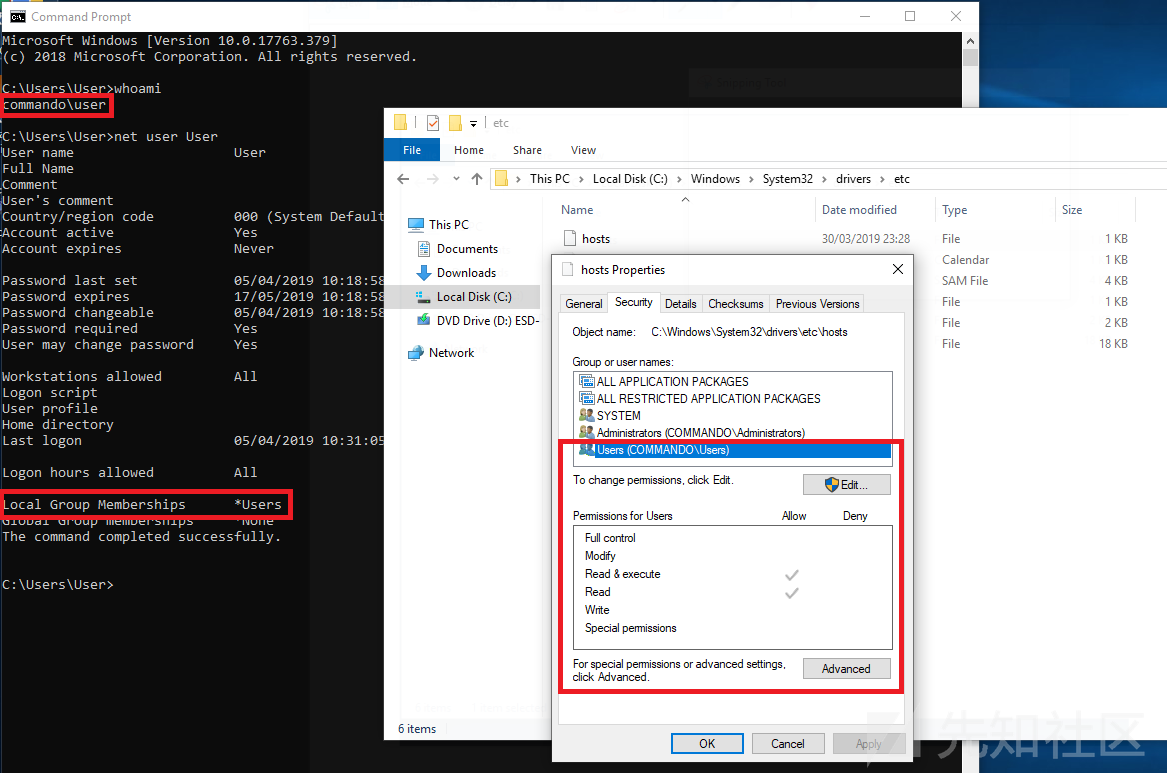 Command Prompt
Microsoft Windows [Version 10.0.17763.379]
(c) 2018 Microsoft Corporation. All rights reserved.
C:\Users\User>whoami
commando\user
C:\Users\User>net user User
User name User
Full Name
Comment
User's comment
Country/region code 000 (System Default
Account active Yes
Account expires Never
Password last set 05/04/2019 10:18:58
Password expires 17/05/2019 10:18:58
Password changeable 05/04/2019 10:18:58
Password required Yes
User may change password Yes
Workstations allowed All
Logon script
User profile
Home directory
Last logon 05/04/2019 10:31:05
Logon hours allowed All
Local Group Memberships *Users
Global Group memberships *None
The command completed successfully.
C:\Users\User>
etc
File Home Share View
This PC Local Disk (C:) Windows System32 drivers etc
Name Date modified Type Size
This PC
Documents
Downloads
Local Disk (C:)
DVD Drive (D:) ESD-
Network
hosts 30/03/2019 23:28 File 1 KB
Calendar 1 KB
SAM File 4 KB
File 1 KB
File 2 KB
File 18 KB
6 items
hosts Properties
General Security Details Checksums Previous Versions
Object name: C:\Windows\System32\drivers\etc\hosts
Group or user names:
ALL APPLICATION PACKAGES
ALL RESTRICTED APPLICATION PACKAGES
SYSTEM
Administrators (COMMANDO\Administrators)
Users (COMMANDO\Users)
To change permissions, click Edit. Edit...
Permissions for Users Allow Deny
Full control
Modify
Read & execute
Read
Write
Special permissions
For special permissions or advanced settings,
click Advanced.
Advanced
OK Cancel Apply
先知社区